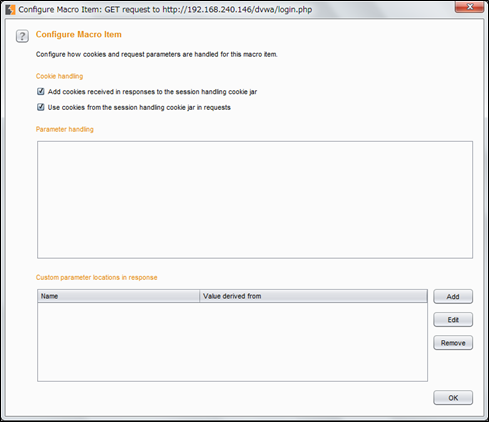 Configure Macro Item: GET request to http://192.168.240.146/dvwa/login.php
?
Configure Macro Item
Configure how cookies and request parameters are handled for this macro item.
Cookie handling
Add cookies received in responses to the session handling cookie jar
Use cookies from the session handling cookie jar in requests
Parameter handling
Custom parameter locations in response
Name Value derived from
Add
Edit
Remove
OK